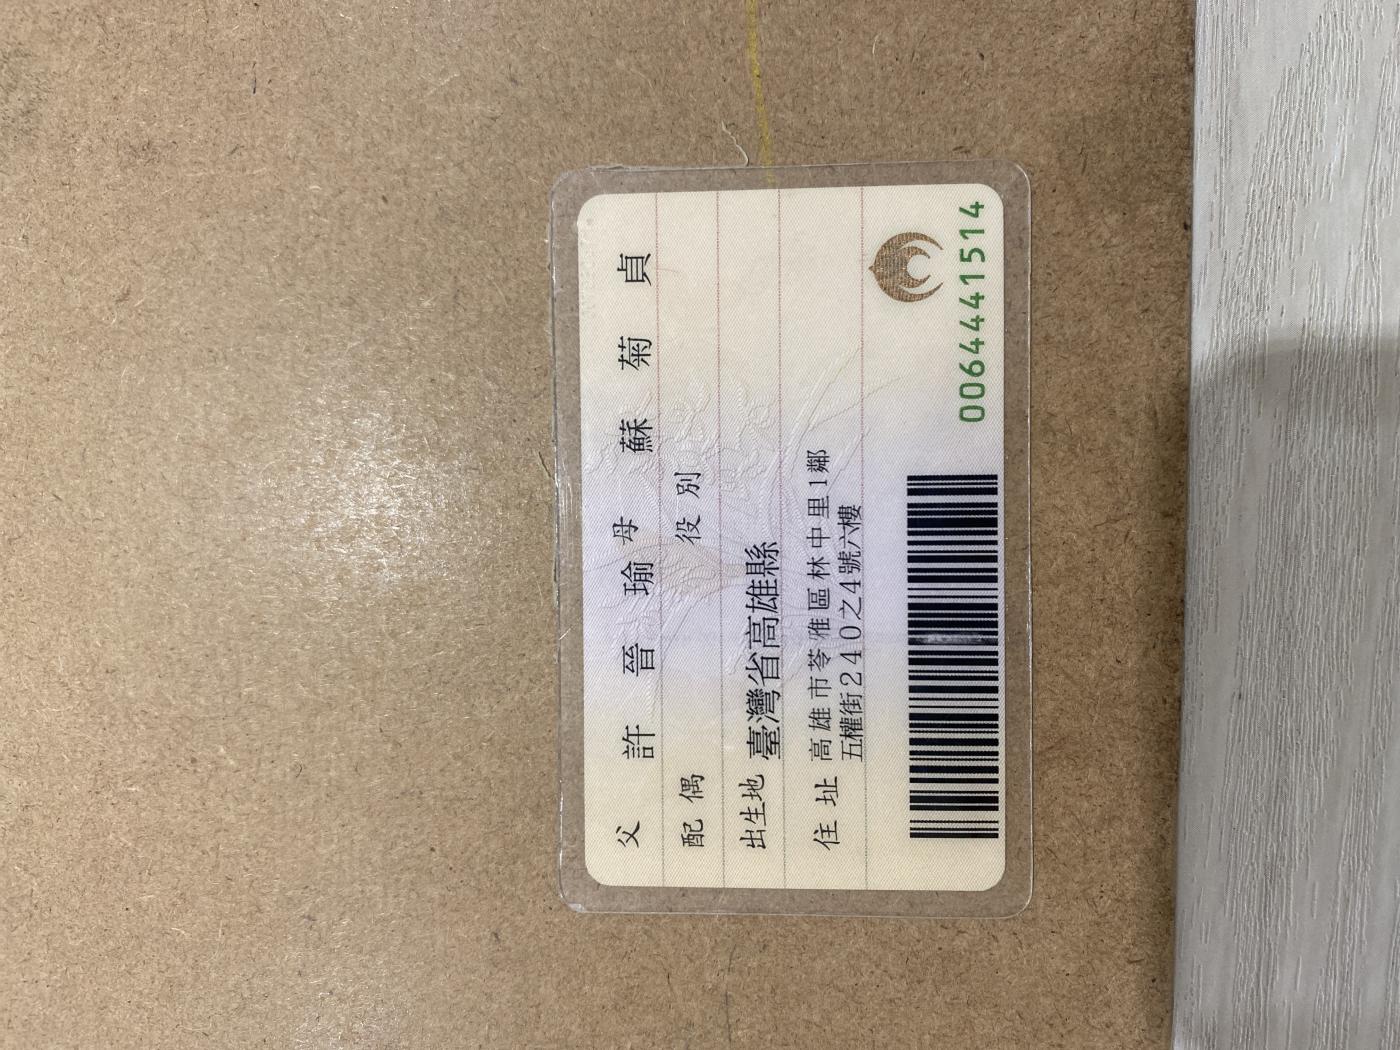 父 許晉瑜 母 蘇菊貞
配偶 役別
出生地 臺灣省高雄縣
住址 高雄市苓雅區林中里1鄰
五權街240之4號六樓
0064441514